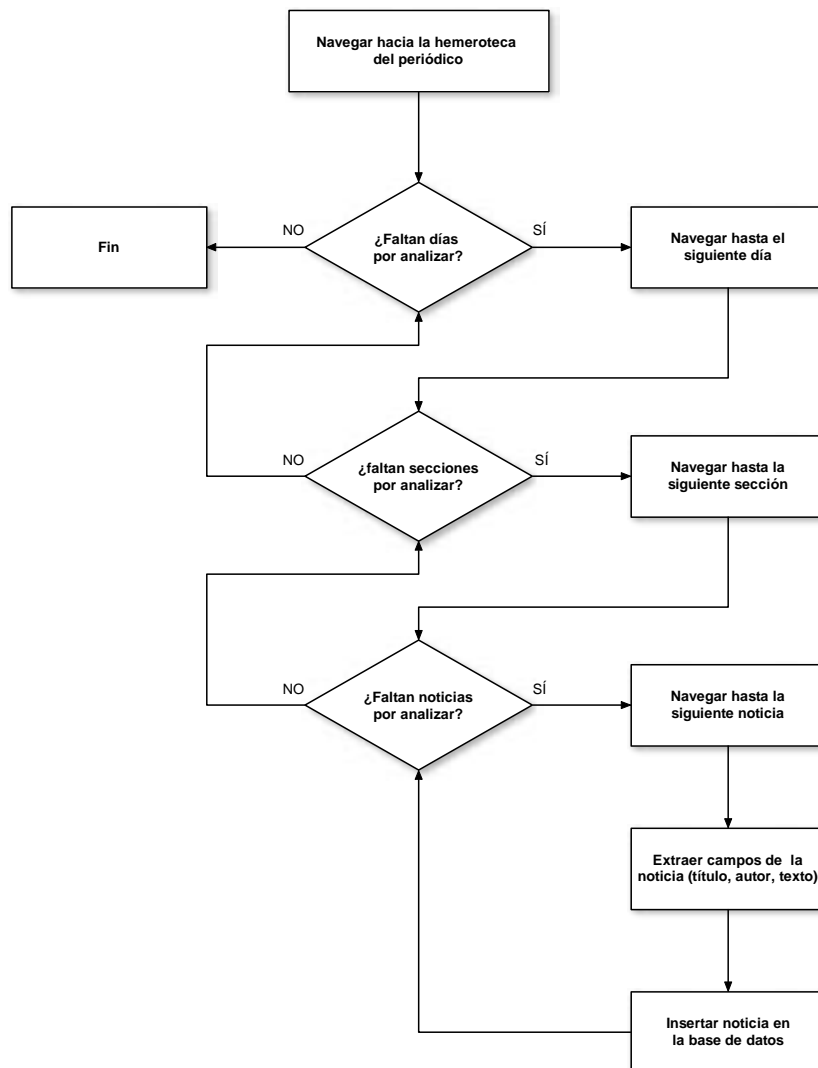 Navegar hacia la hemeroteca
del periódico
NO
SÍ
Fin
¿Faltan días
por analizar?
Navegar hasta el
siguiente día
NO
SÍ
¿faltan secciones
por analizar?
Navegar hasta la
siguiente sección
NO
SÍ
¿Faltan noticias
por analizar?
Navegar hasta la
siguiente noticia
Extraer campos de  la
noticia (título, autor, texto)
Insertar noticia en
la base de datos